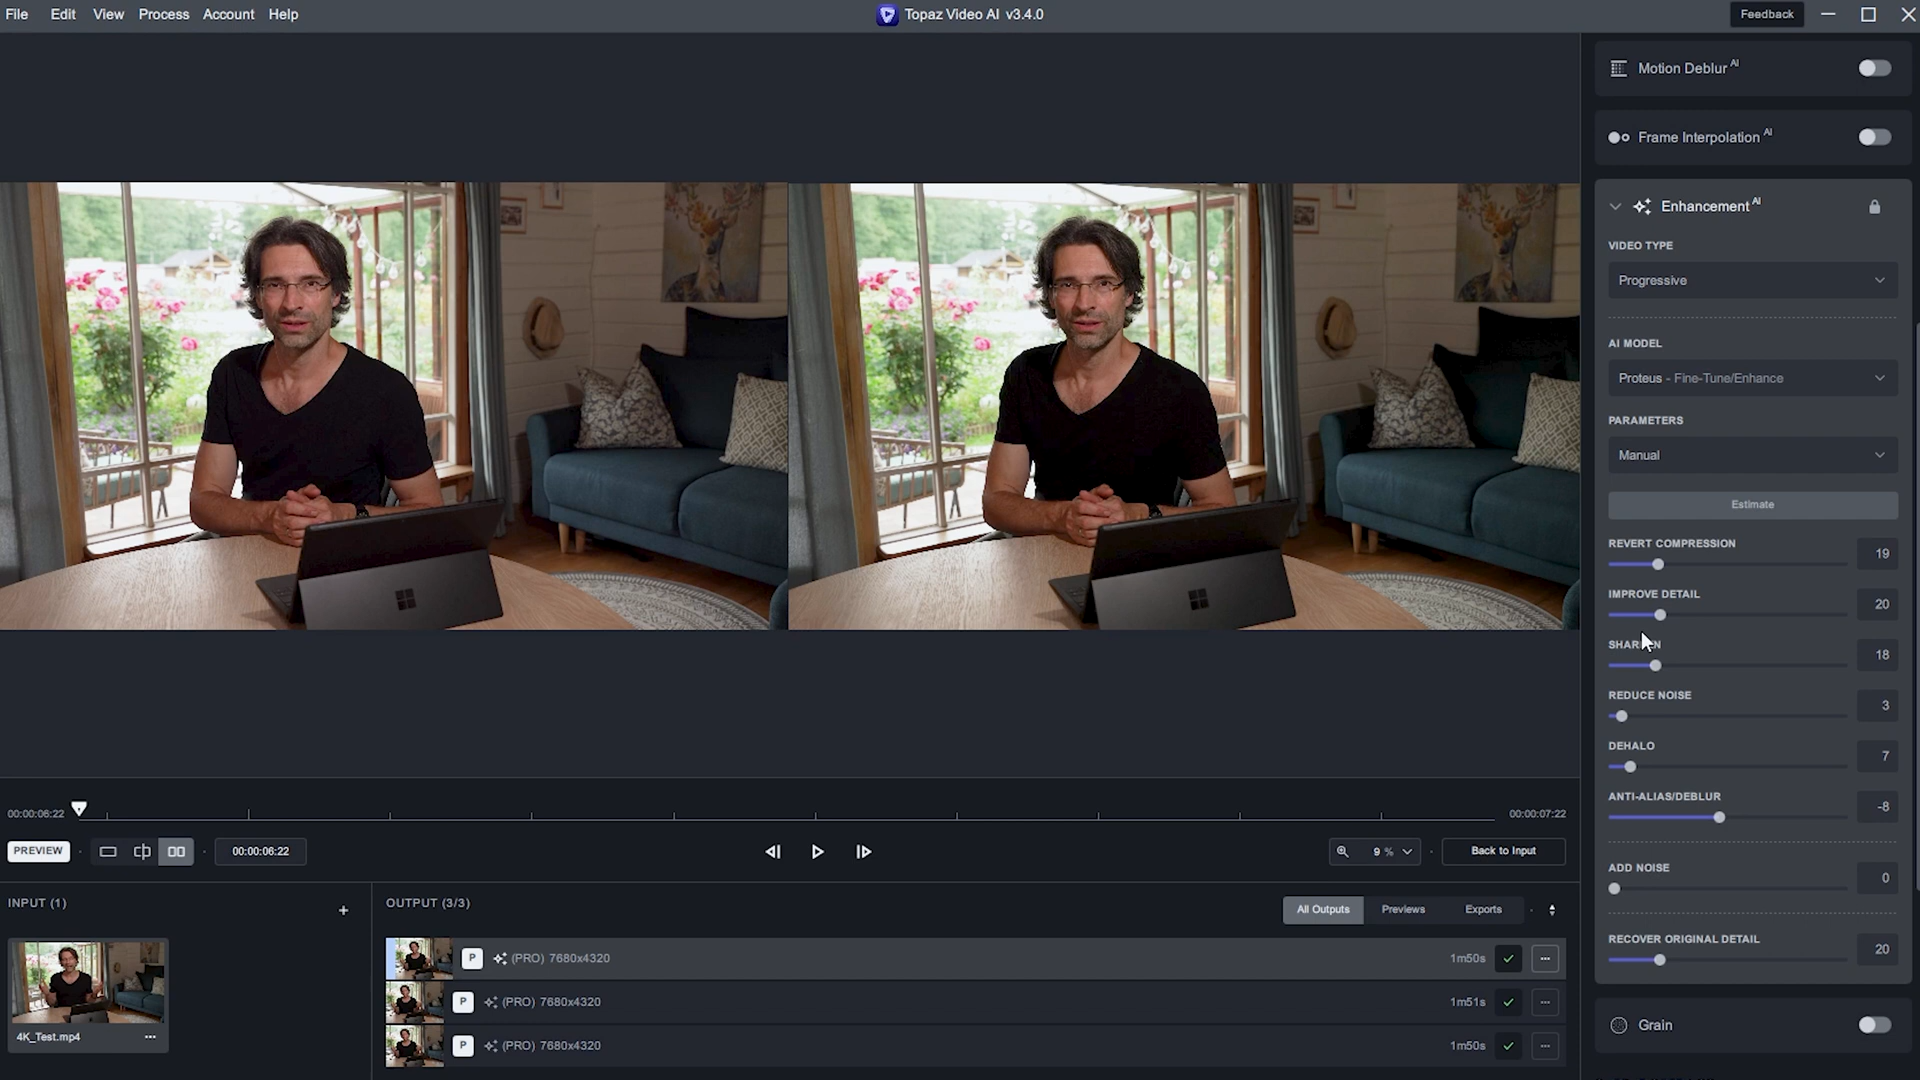 File Edit View Process Account Help
Topaz Video AI v3.4.0
Feedback
Motion Deblur AI
Frame Interpolation AI
Enhancement AI
VIDEO TYPE
Progressive
AI MODEL
Proteus - Fine-Tune/Enhance
PARAMETERS
Manual
Estimate
REVERT COMPRESSION
19
IMPROVE DETAIL
20
SHARPEN
18
REDUCE NOISE
3
DEHALO
7
ANTI-ALIAS/DEBLUR
-8
ADD NOISE
0
RECOVER ORIGINAL DETAIL
20
Grain
00:00:06:22
00:00:07:22
PREVIEW
00:00:06:22
9 %
Back to Input
INPUT (1)
4K_Test.mp4
OUTPUT (3/3)
All Outputs Previews Exports
P (PRO) 7680x4320 1m50s
P (PRO) 7680x4320 1m51s
P (PRO) 7680x4320 1m50s